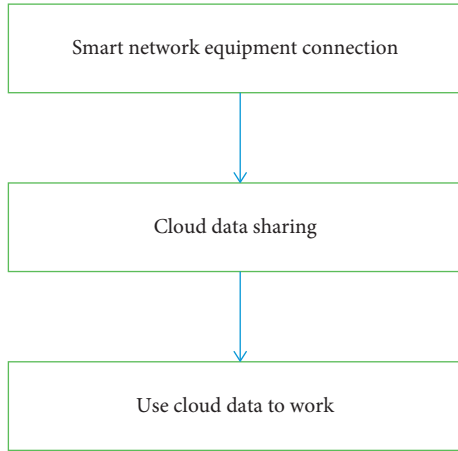 Smart network equipment connection
Cloud data sharing
Use cloud data to work